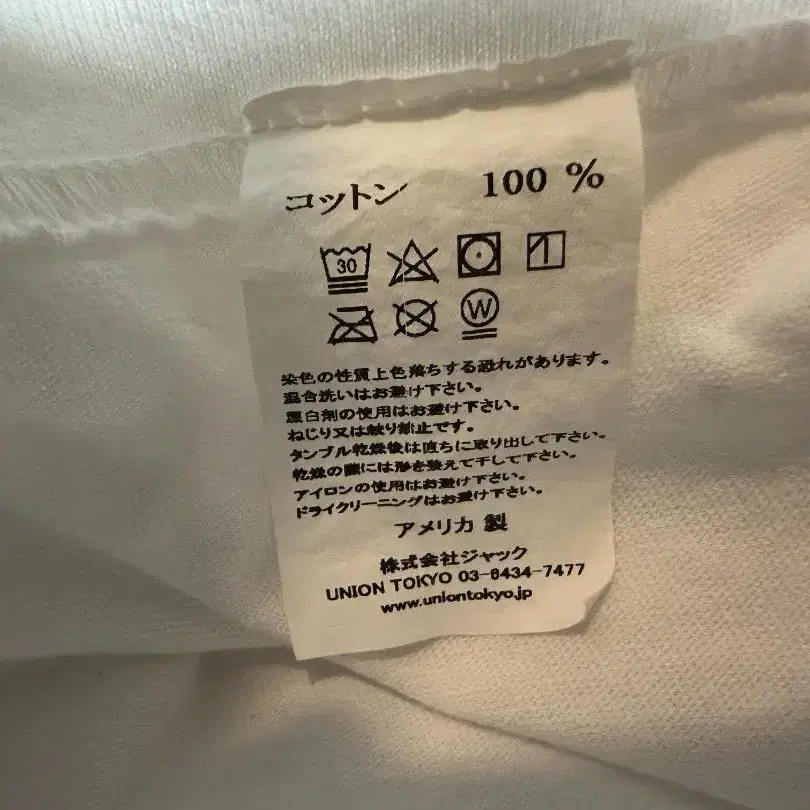 コットン 100 %
30
W
染色の性質上色落ちする恐れがあります。
混合洗いはお避け下さい。
漂白剤の使用はお避け下さい。
ねじり又は絞り禁止です。
タンブル乾燥後は直ちに取り出して下さい。
乾燥の際には形を整えて干して下さい。
アイロンの使用はお避け下さい。
ドライクリーニングはお避け下さい。
アメリカ 製
株式会社ジャック
UNION TOKYO 03-6434-7477
www.uniontokyo.jp